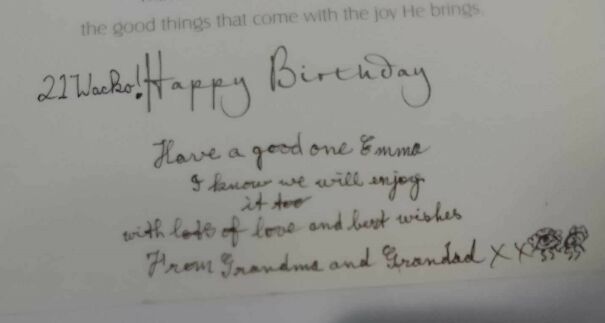 the good things that come with the joy He brings.
21 Wacko! Happy Birthday
Have a good one Emma
I know we will enjoy
it too
with lots of love and best wishes
From Grandma and Grandad X X